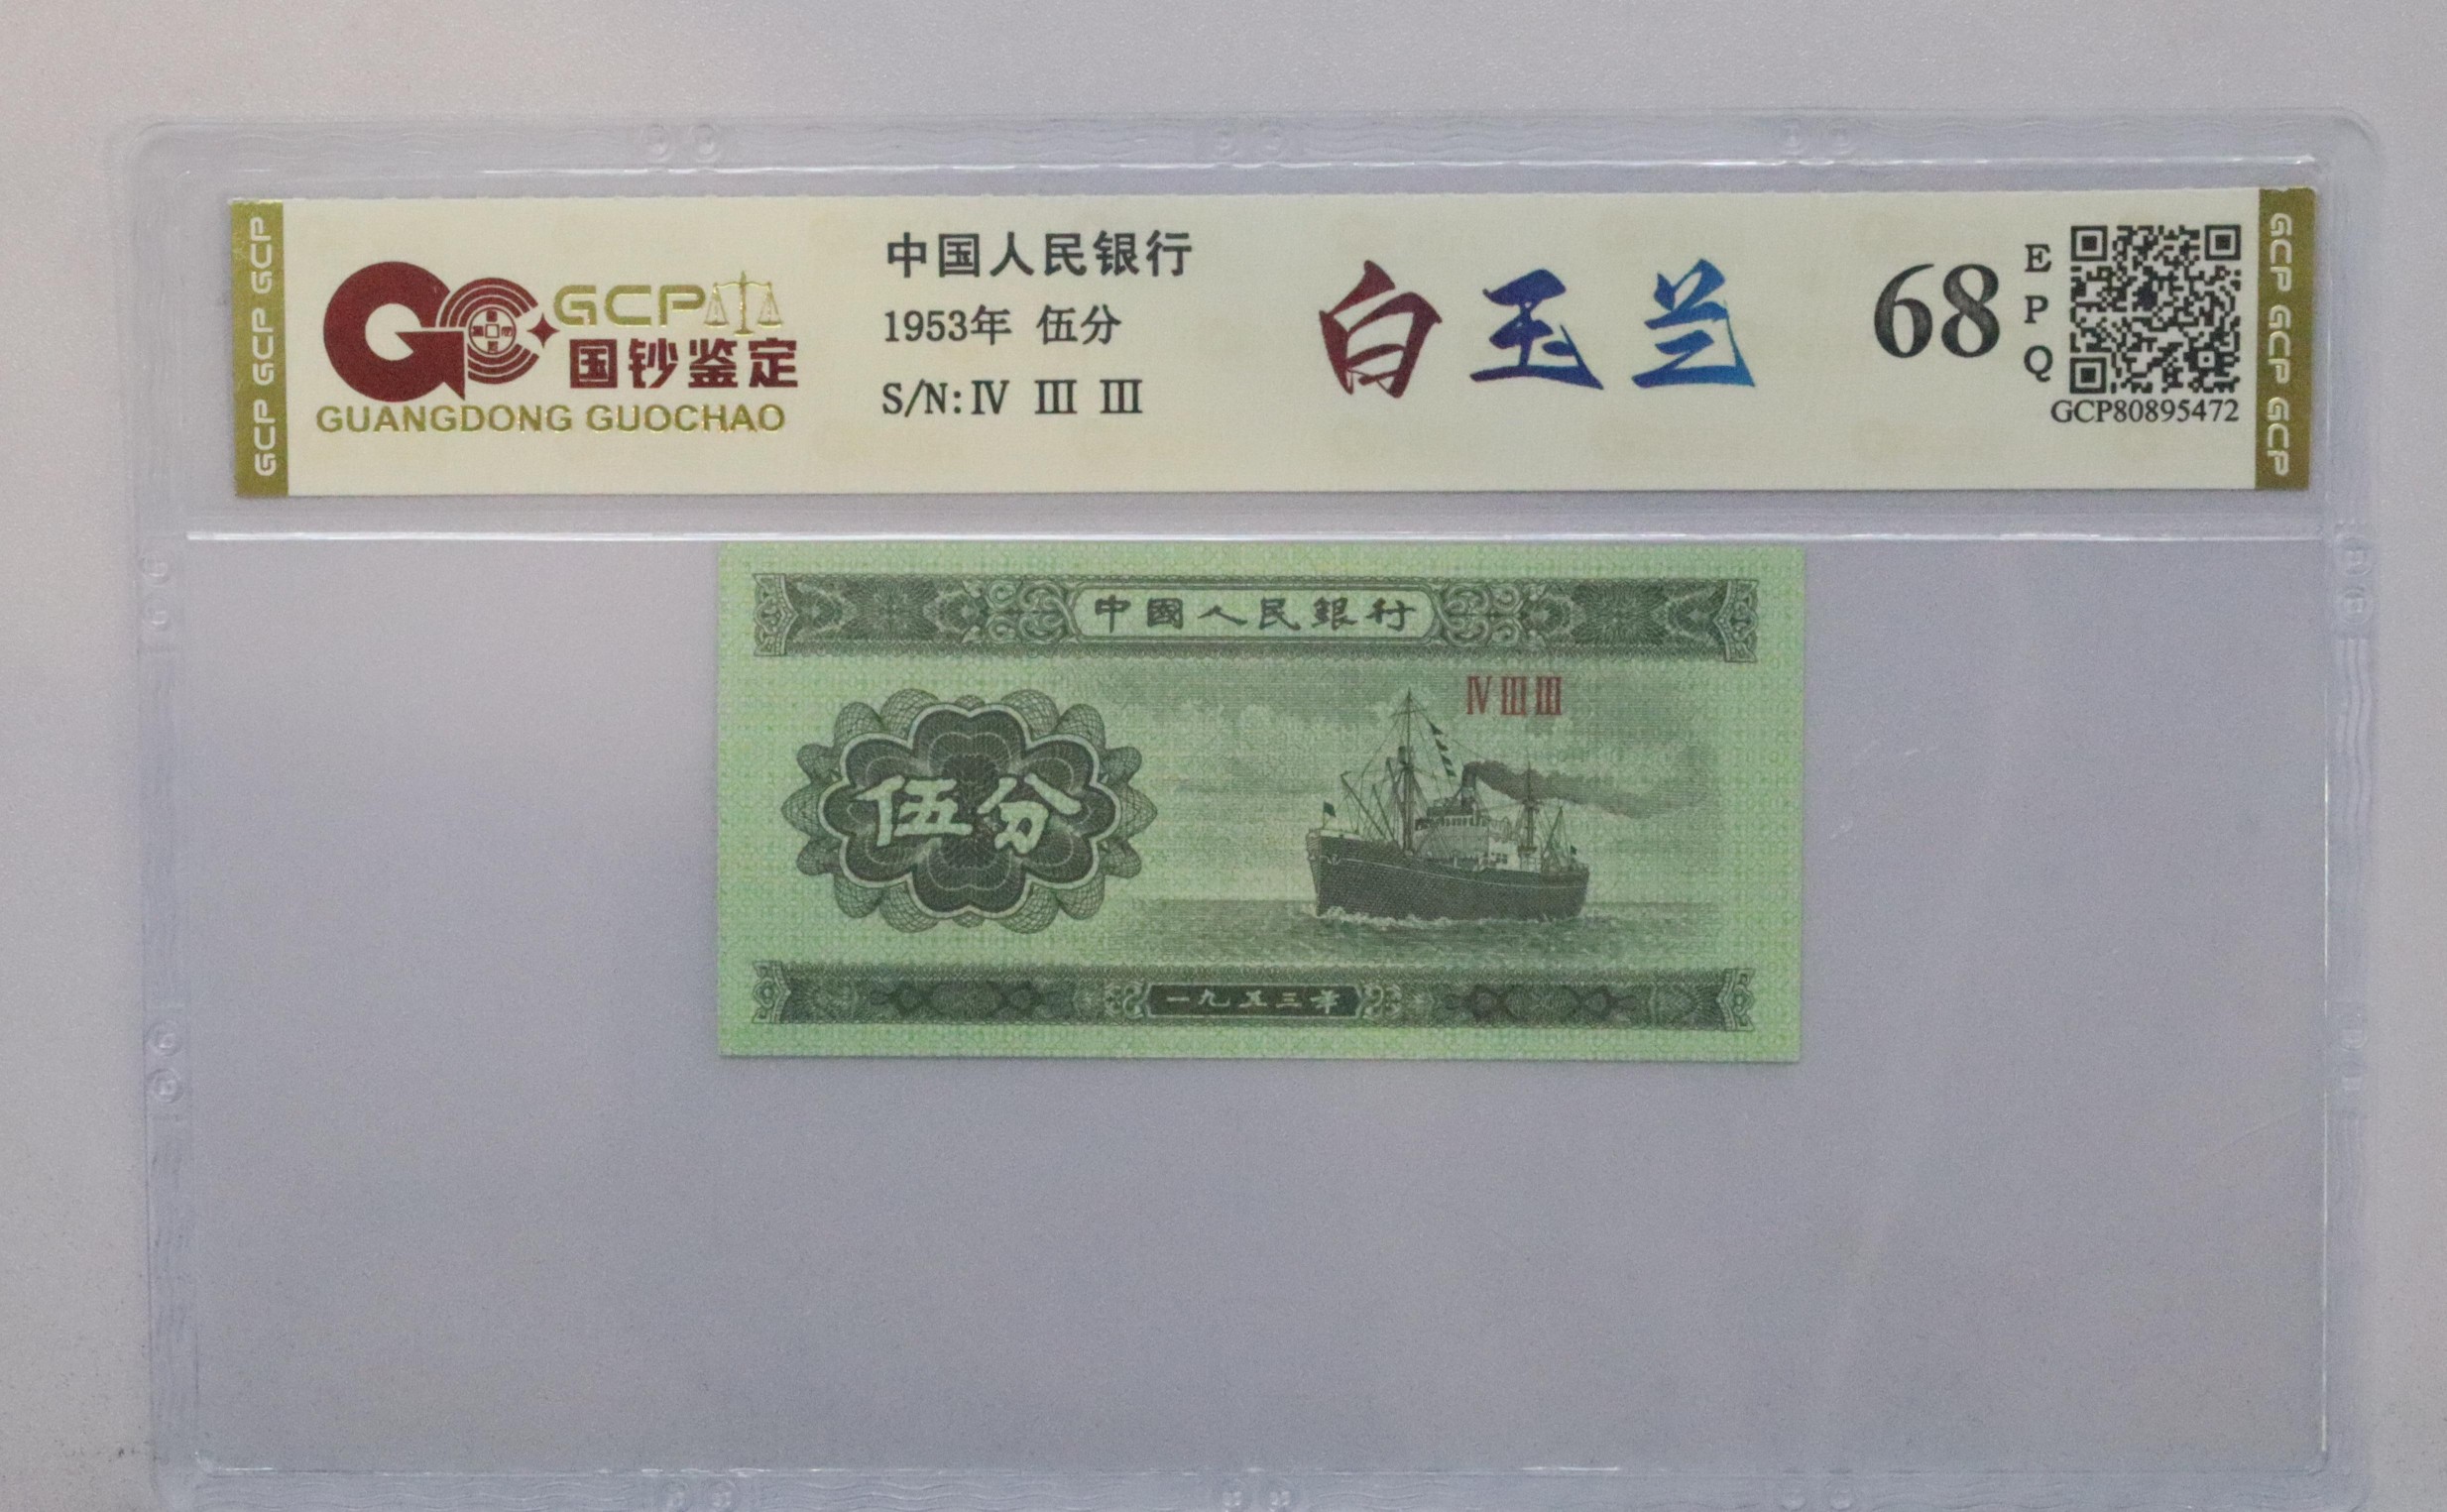 GCP GCP GCP
GCP
国钞鉴定
GUANGDONG GUOCHAO
中国人民银行
1953年 伍分
S/N: Ⅳ Ⅲ Ⅲ
白玉兰
68
EPQ
GCP80895472
GCP GCP GCP
中國人民銀行
Ⅳ Ⅲ Ⅲ
伍分
一九五三年